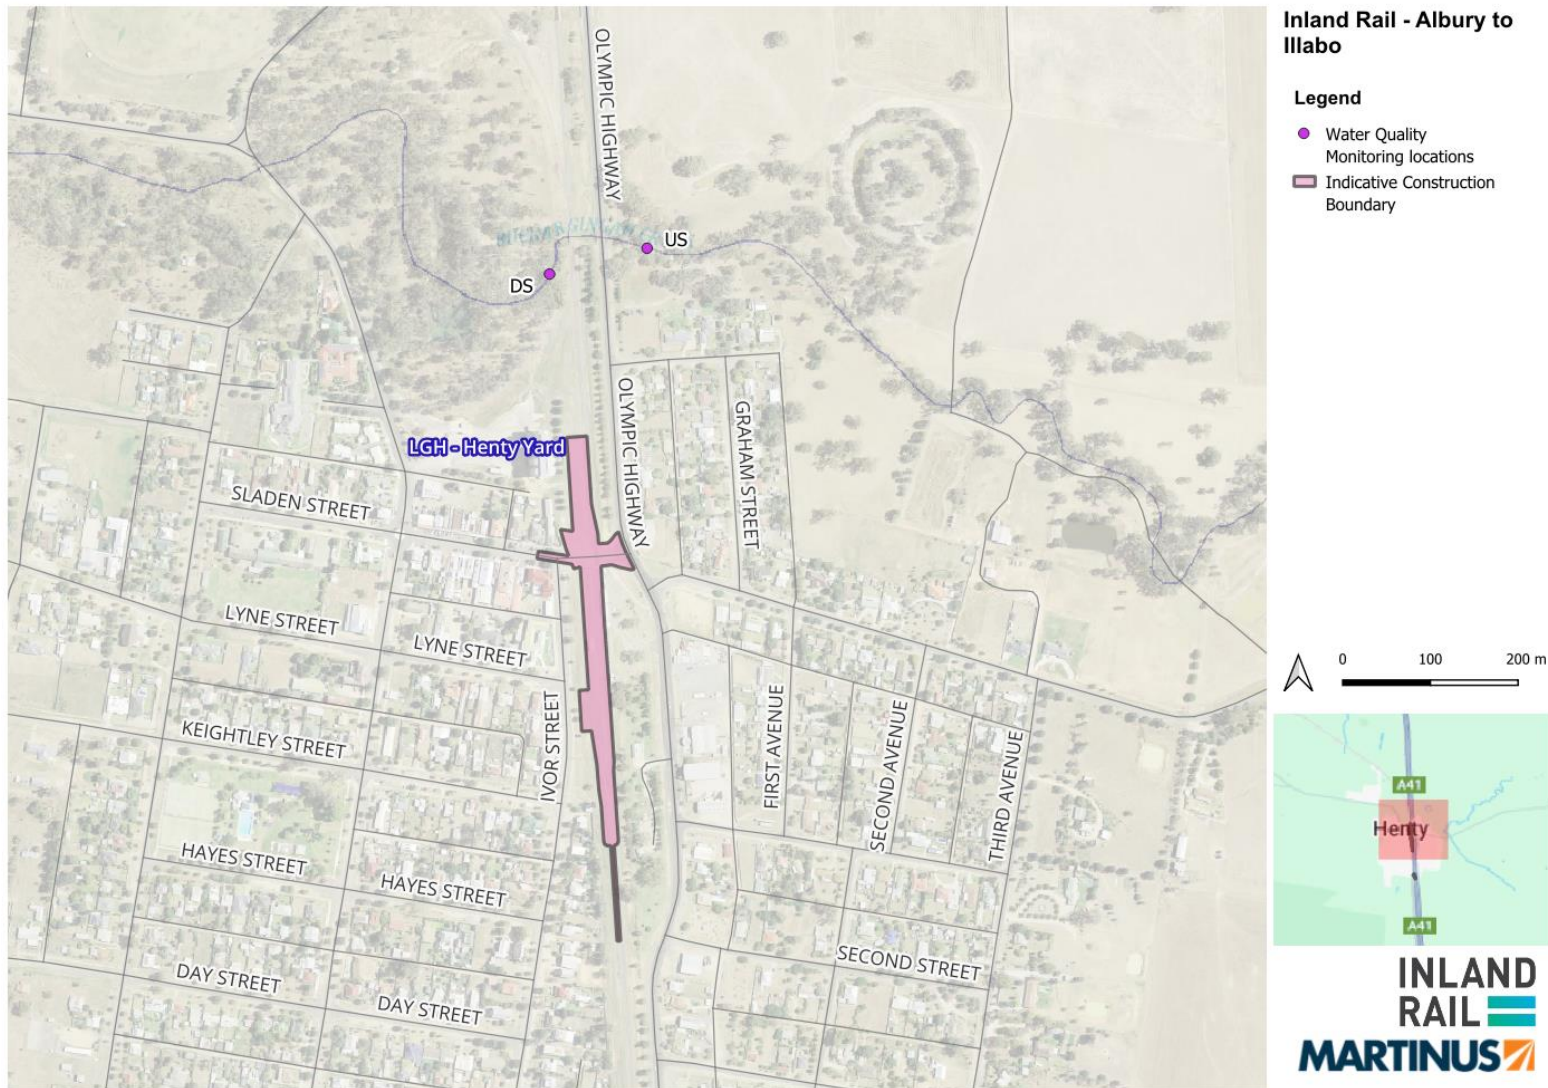 Inland Rail - Albury to
Illabo
Legend
Water Quality
Monitoring locations
Indicative Construction
Boundary
OLYMPIC HIGHWAY
US
DS
OLYMPIC HIGHWAY
GRAHAM STREET
LGH - Henty Yard
SLADEN STREET
LYNE STREET
LYNE STREET
IVOR STREET
KEIGHTLEY STREET
FIRST AVENUE
SECOND AVENUE
THIRD AVENUE
HAYES STREET
HAYES STREET
SECOND STREET
DAY STREET
DAY STREET
0 100 200 m
A41
Henty
A41
INLAND
RAIL
MARTINUS